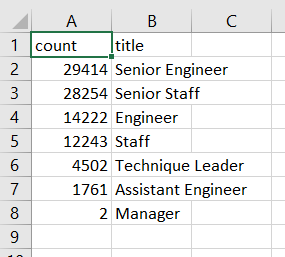 A B C
1 count title
2 29414 Senior Engineer
3 28254 Senior Staff
4 14222 Engineer
5 12243 Staff
6 4502 Technique Leader
7 1761 Assistant Engineer
8 2 Manager
9